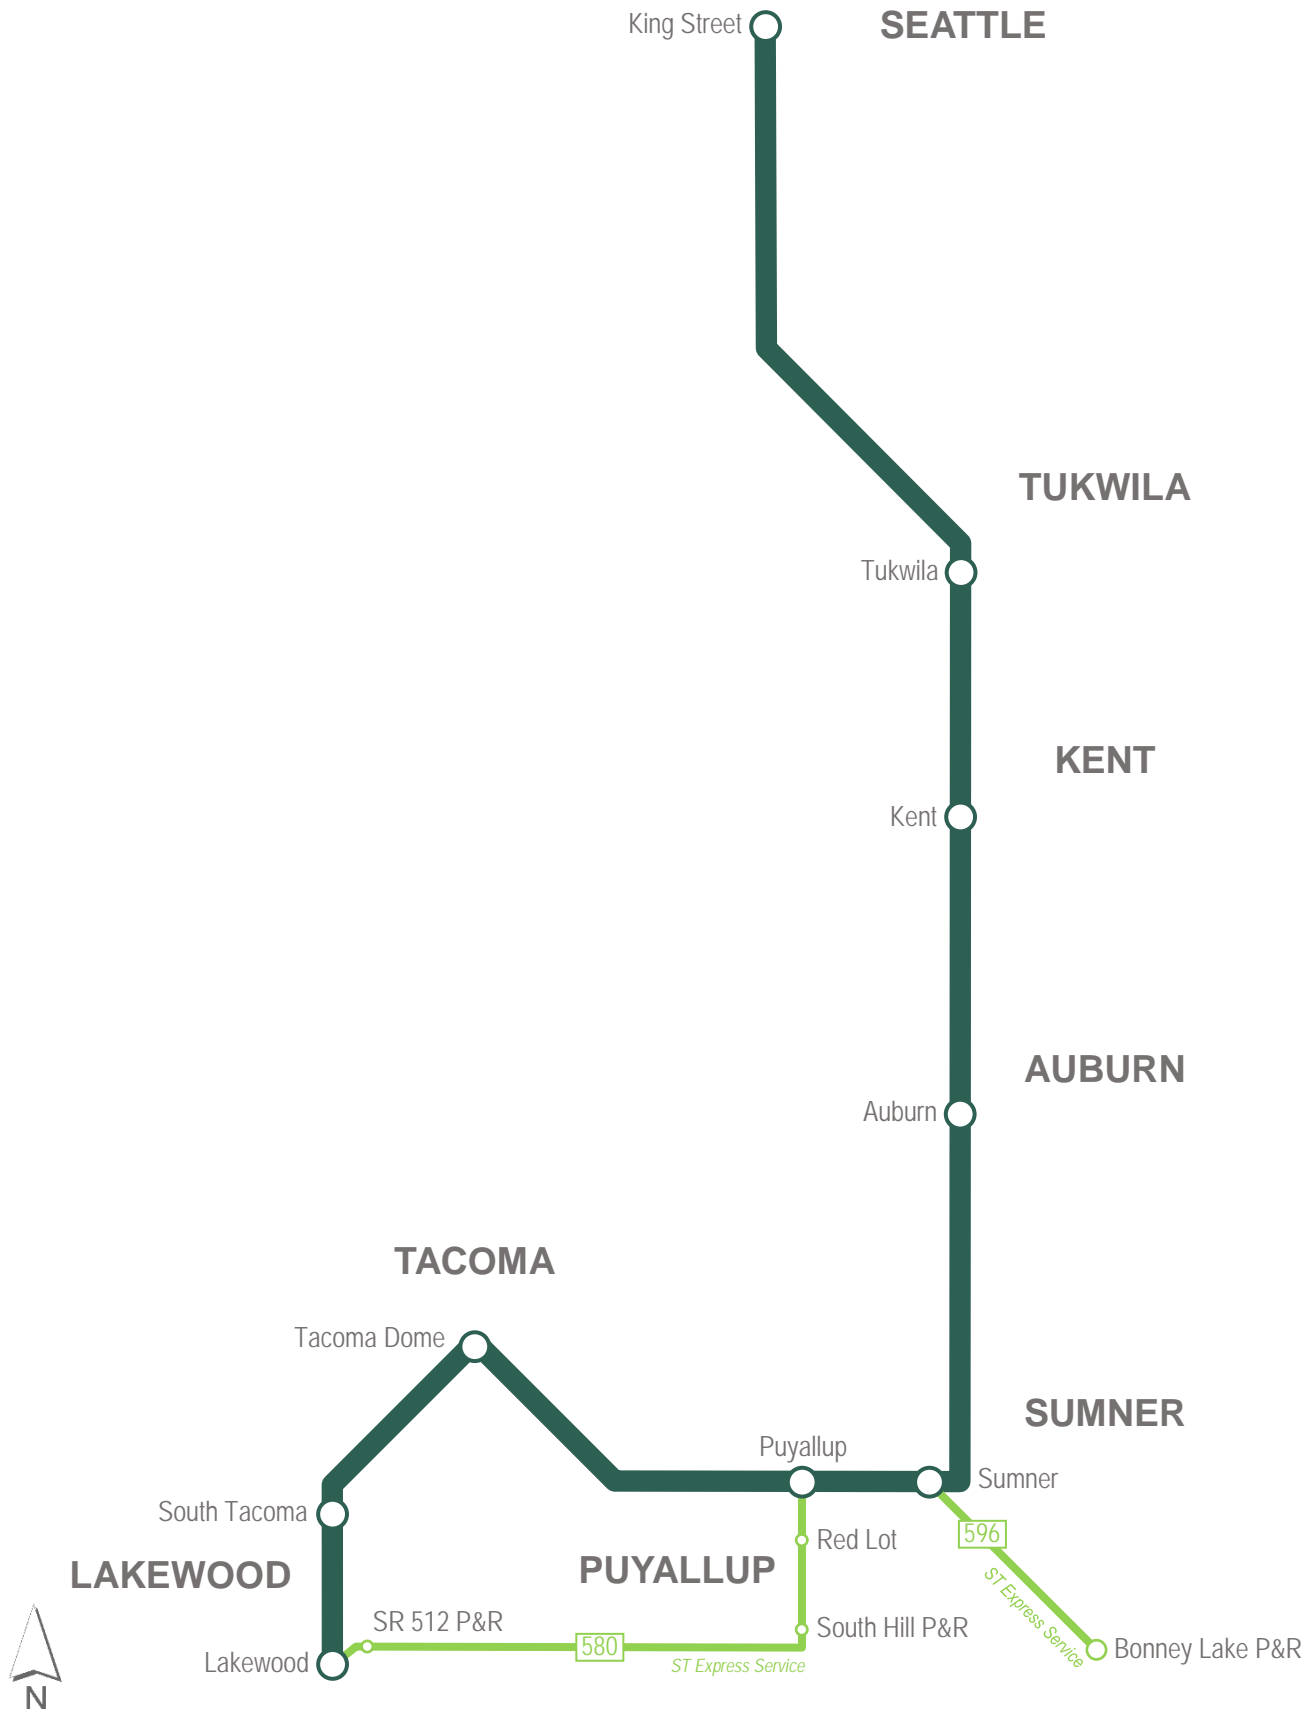 King Street
SEATTLE
TUKWILA
Tukwila
KENT
Kent
AUBURN
Auburn
TACOMA
Tacoma Dome
SUMNER
Puyallup
Sumner
South Tacoma
596
Red Lot
LAKEWOOD
PUYALLUP
ST Express Service
SR 512 P&R
South Hill P&R
580
Bonney Lake P&R
Lakewood
ST Express Service
N